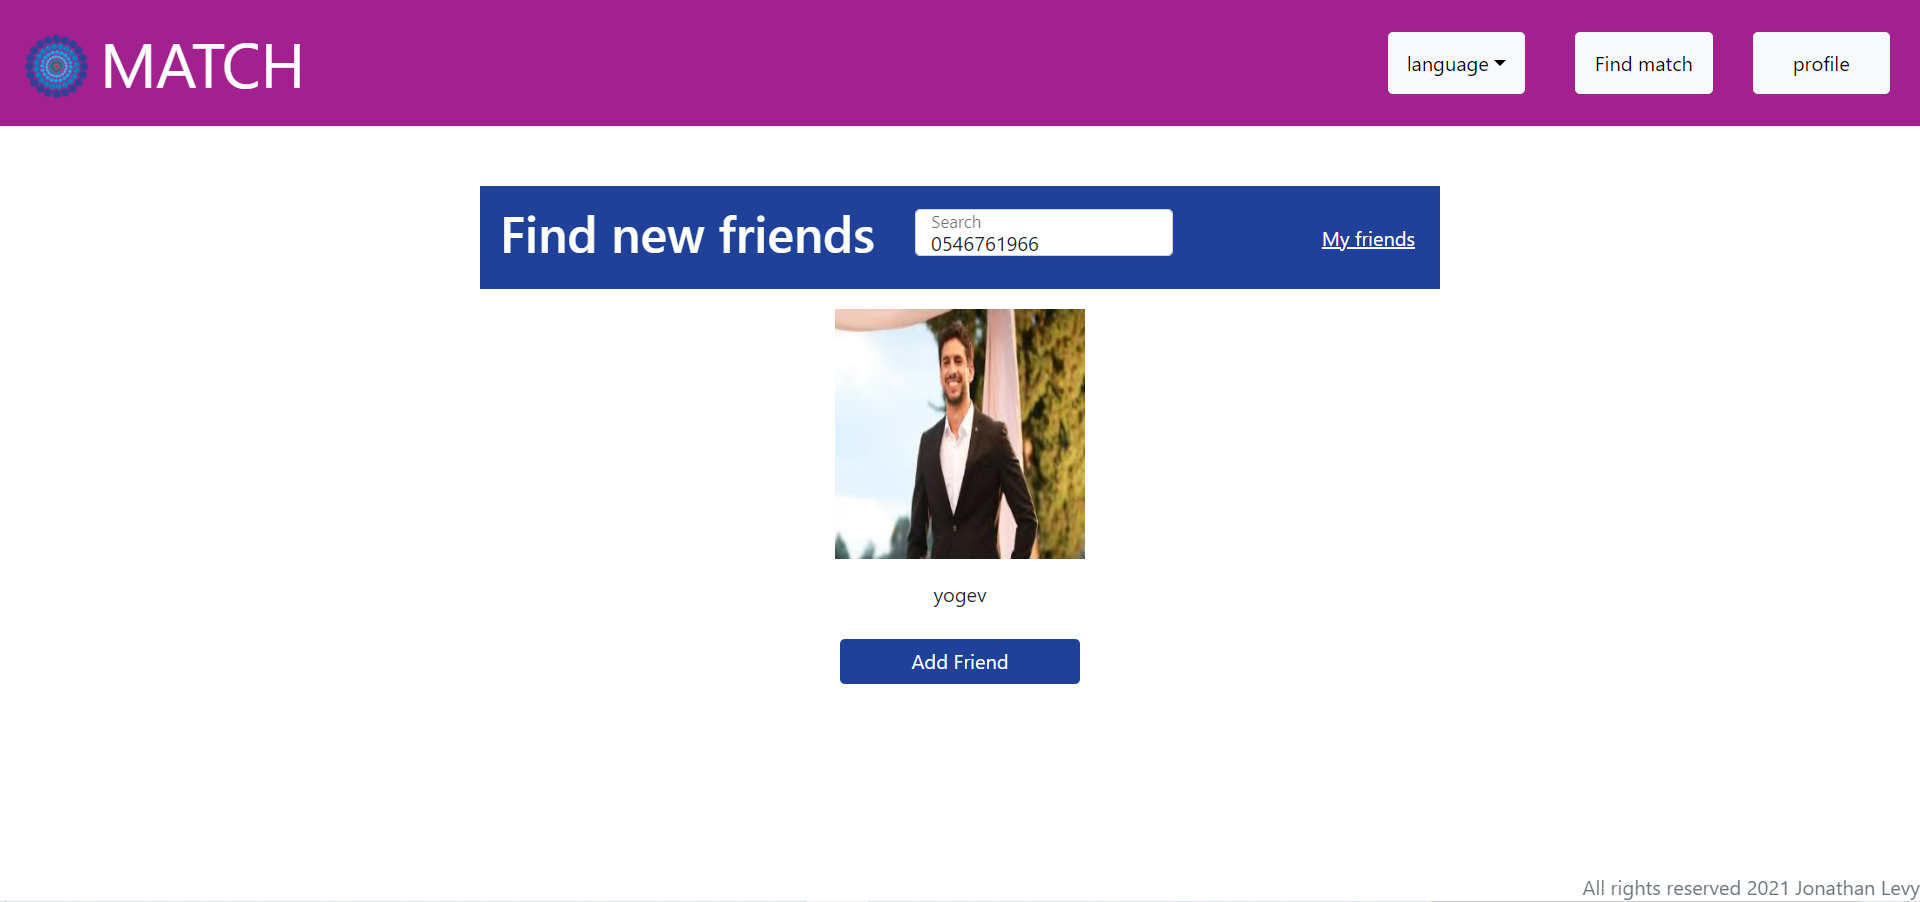 MATCH
language
Find match
profile
Find new friends
Search
0546761966
My friends
yogev
Add Friend
All rights reserved 2021 Jonathan Levy